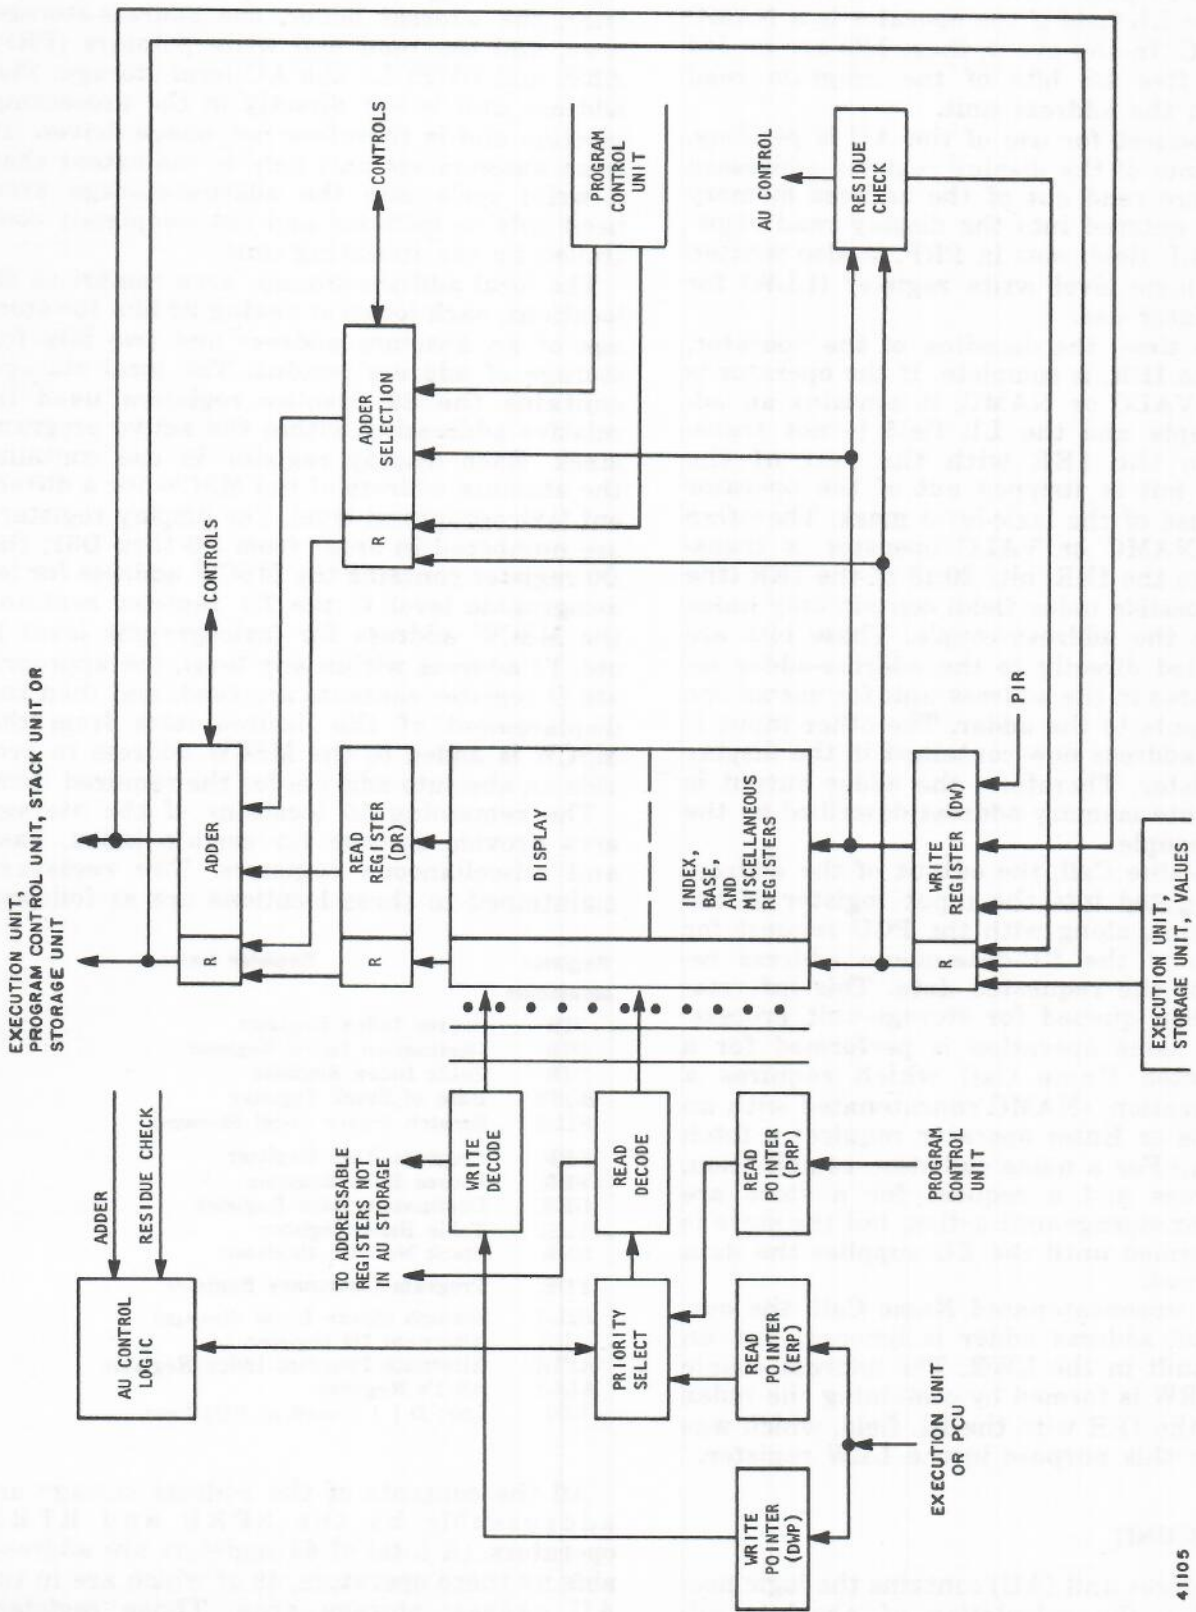 EXECUTION UNIT,
PROGRAM CONTROL UNIT, STACK UNIT OR
STORAGE UNIT
AU CONTROL
LOGIC
ADDER
RESIDUE CHECK
R
ADDER
CONTROLS
TO ADDRESSABLE
REGISTERS NOT
IN AU STORAGE
R
READ
REGISTER
(DR)
R
ADDER
SELECTION
CONTROLS
WRITE
DECODE
DISPLAY
PRIORITY
SELECT
READ
DECODE
INDEX,
BASE,
AND
MISCELLANEOUS
REGISTERS
PROGRAM
CONTROL
UNIT
WRITE
POINTER
(DWP)
READ
POINTER
(ERP)
READ
POINTER
(PRP)
AU CONTROL
RESIDUE
CHECK
EXECUTION UNIT
OR PCU
PROGRAM
CONTROL
UNIT
R
WRITE
REGISTER
(DW)
PIR
EXECUTION UNIT,
STORAGE UNIT, VALUES
41105